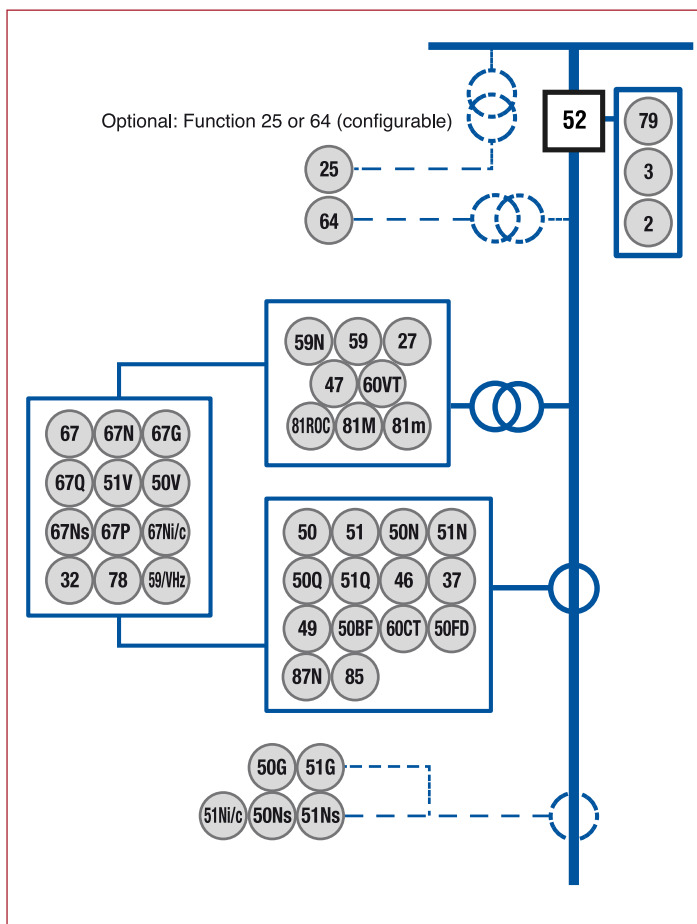 Optional: Function 25 or 64 (configurable)
52
79
3
2
25
64
59N 59 27
47 60VT
81ROC 81M 81m
67 67N 67G
67Q 51V 50V
67Ns 67P 67Ni/c
32 78 59/VHz
50 51 50N 51N
50Q 51Q 46 37
49 50BF 60CT 50FD
87N 85
50G 51G
51Ni/c 50Ns 51Ns